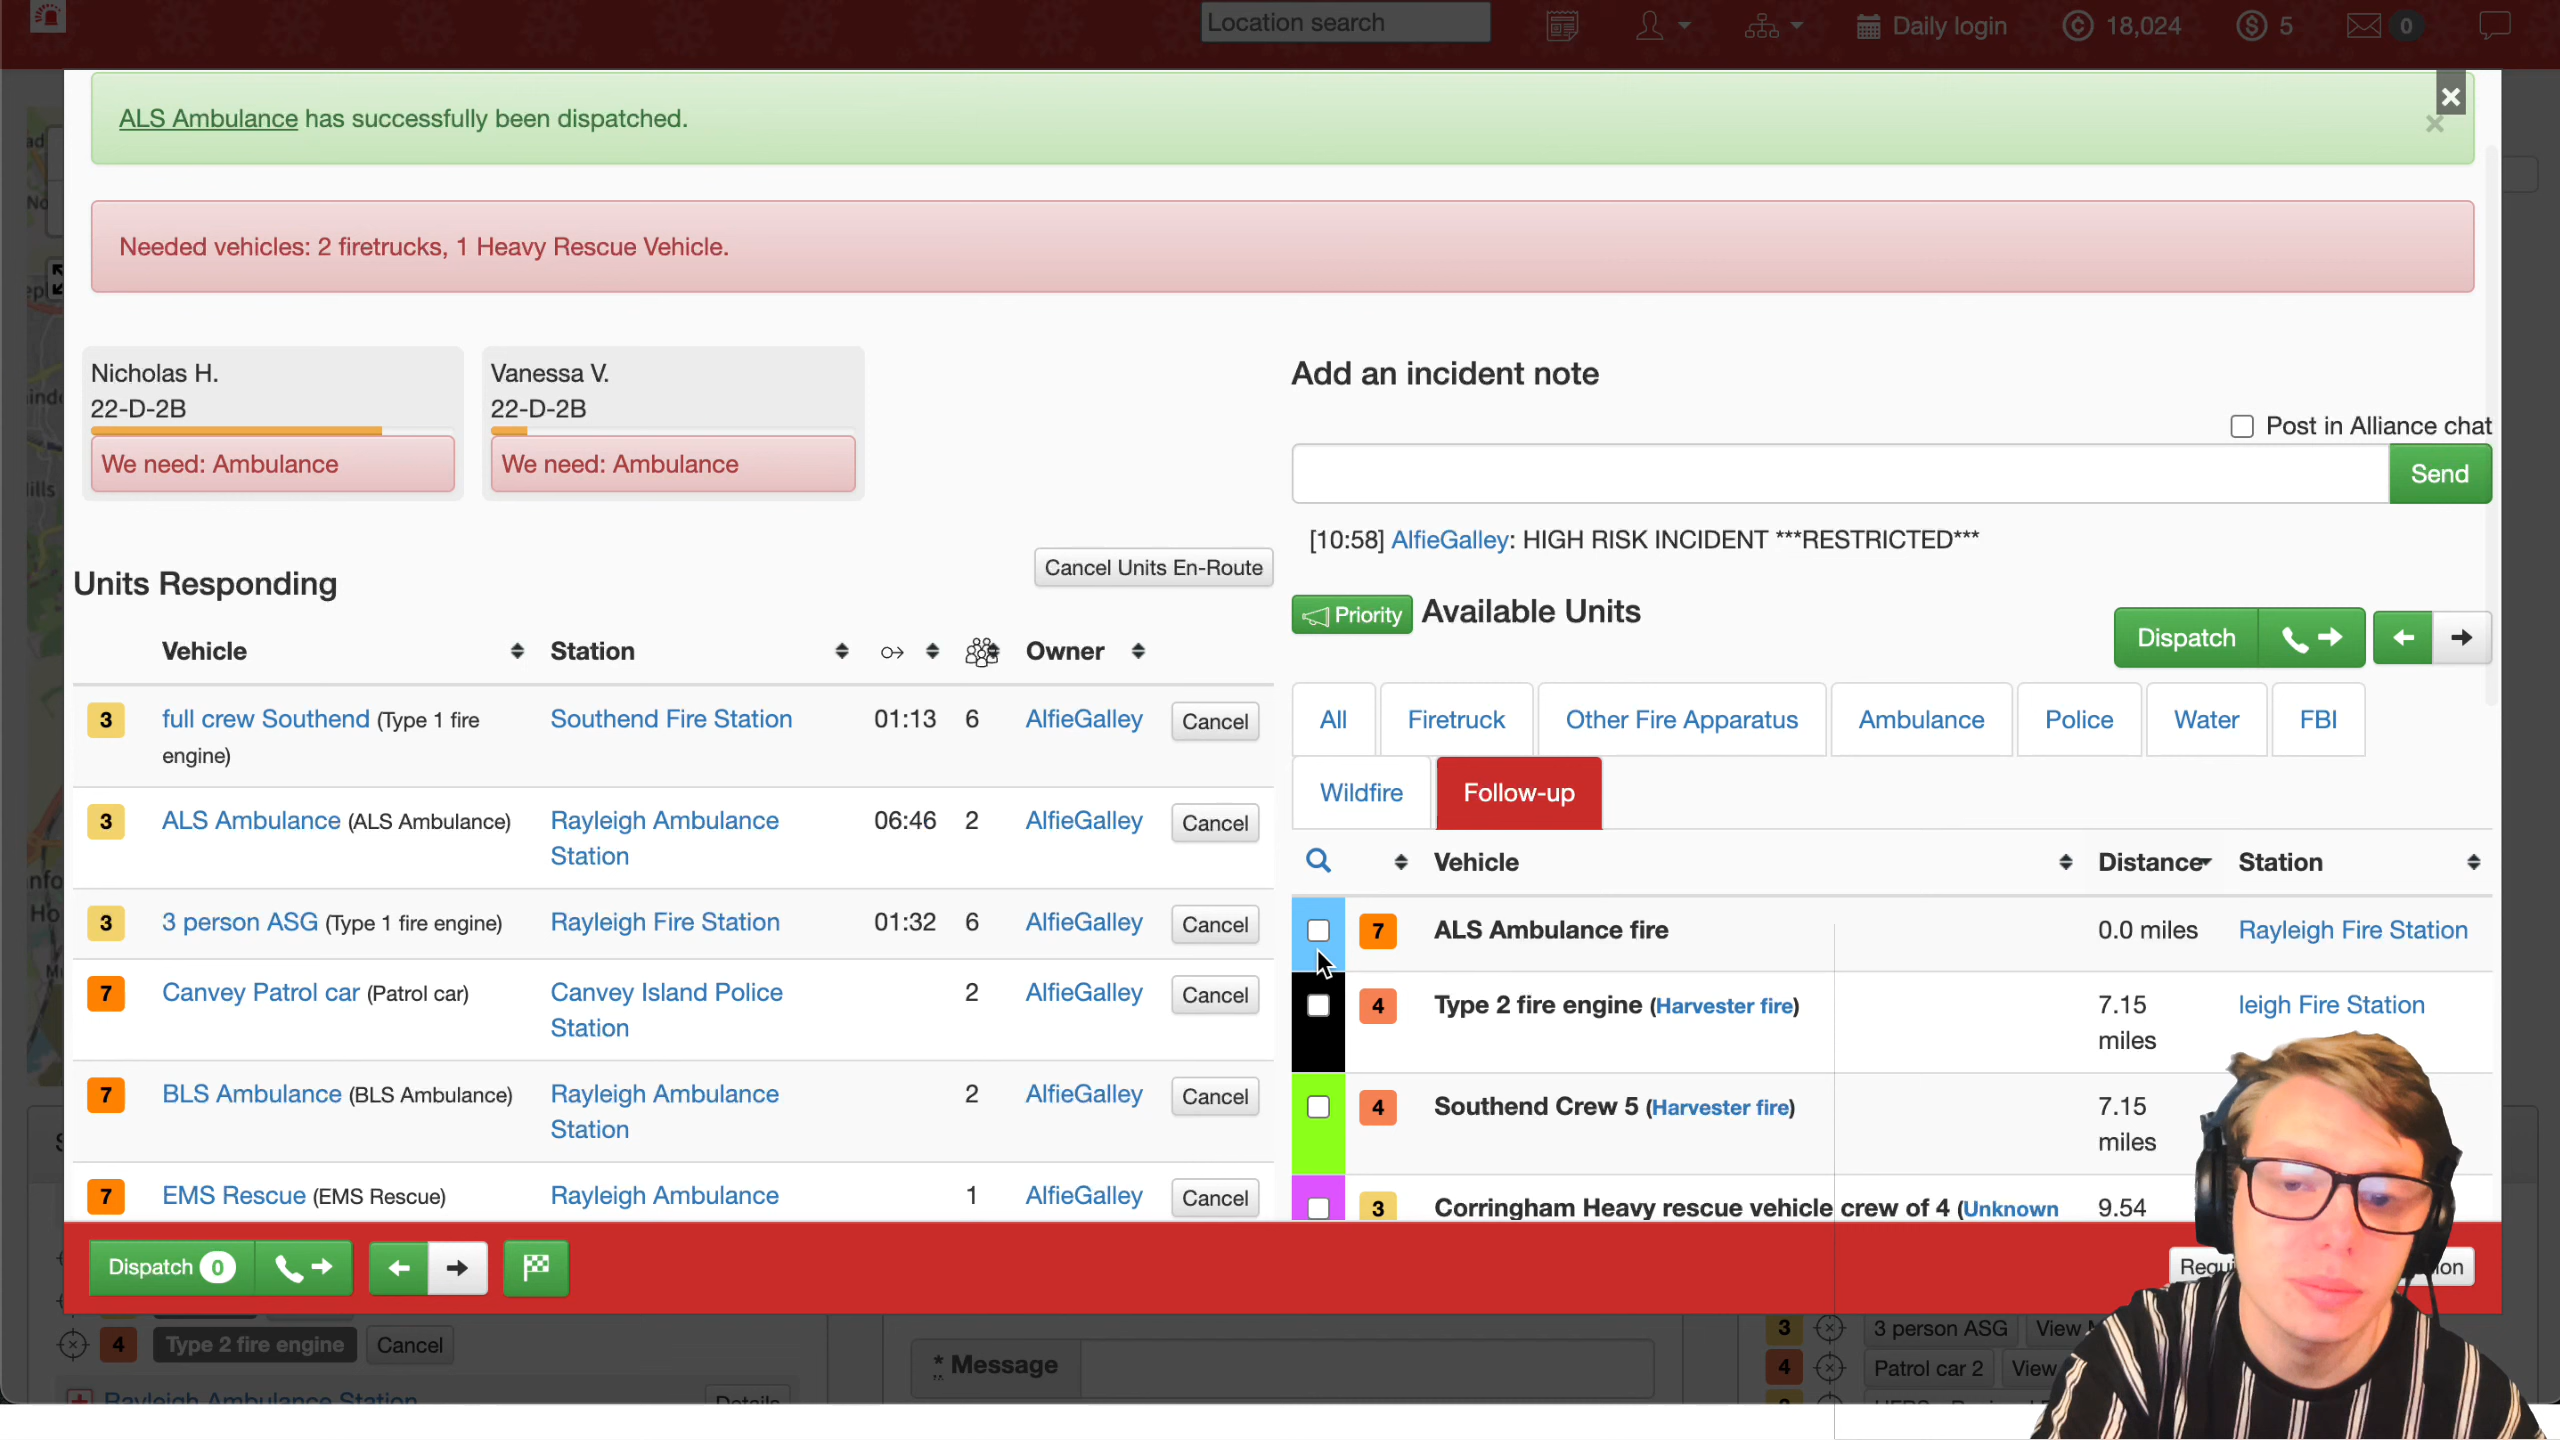 Location search
Daily login
18,024
5
0
ALS Ambulance has successfully been dispatched.
Needed vehicles: 2 firetrucks, 1 Heavy Rescue Vehicle.
Nicholas H.
22-D-2B
We need: Ambulance
Vanessa V.
22-D-2B
We need: Ambulance
Add an incident note
Post in Alliance chat
Send
[10:58] AlfieGalley: HIGH RISK INCIDENT ***RESTRICTED***
Cancel Units En-Route
Units Responding
Vehicle Station Owner
3 full crew Southend (Type 1 fire engine) Southend Fire Station 01:13 6 AlfieGalley Cancel
3 ALS Ambulance (ALS Ambulance) Rayleigh Ambulance Station 06:46 2 AlfieGalley Cancel
3 3 person ASG (Type 1 fire engine) Rayleigh Fire Station 01:32 6 AlfieGalley Cancel
7 Canvey Patrol car (Patrol car) Canvey Island Police Station 2 AlfieGalley Cancel
7 BLS Ambulance (BLS Ambulance) Rayleigh Ambulance Station 2 AlfieGalley Cancel
7 EMS Rescue (EMS Rescue) Rayleigh Ambulance 1 AlfieGalley Cancel
Priority Available Units
Dispatch
All Firetruck Other Fire Apparatus Ambulance Police Water FBI
Wildfire Follow-up
Vehicle Distance Station
7 ALS Ambulance fire 0.0 miles Rayleigh Fire Station
4 Type 2 fire engine (Harvester fire) 7.15 miles leigh Fire Station
4 Southend Crew 5 (Harvester fire) 7.15 miles
3 Corringham Heavy rescue vehicle crew of 4 (Unknown 9.54
Dispatch 0
4 Type 2 fire engine Cancel
Rayleigh Ambulance Station Details
* Message
3 3 person ASG View
4 Patrol car 2 View